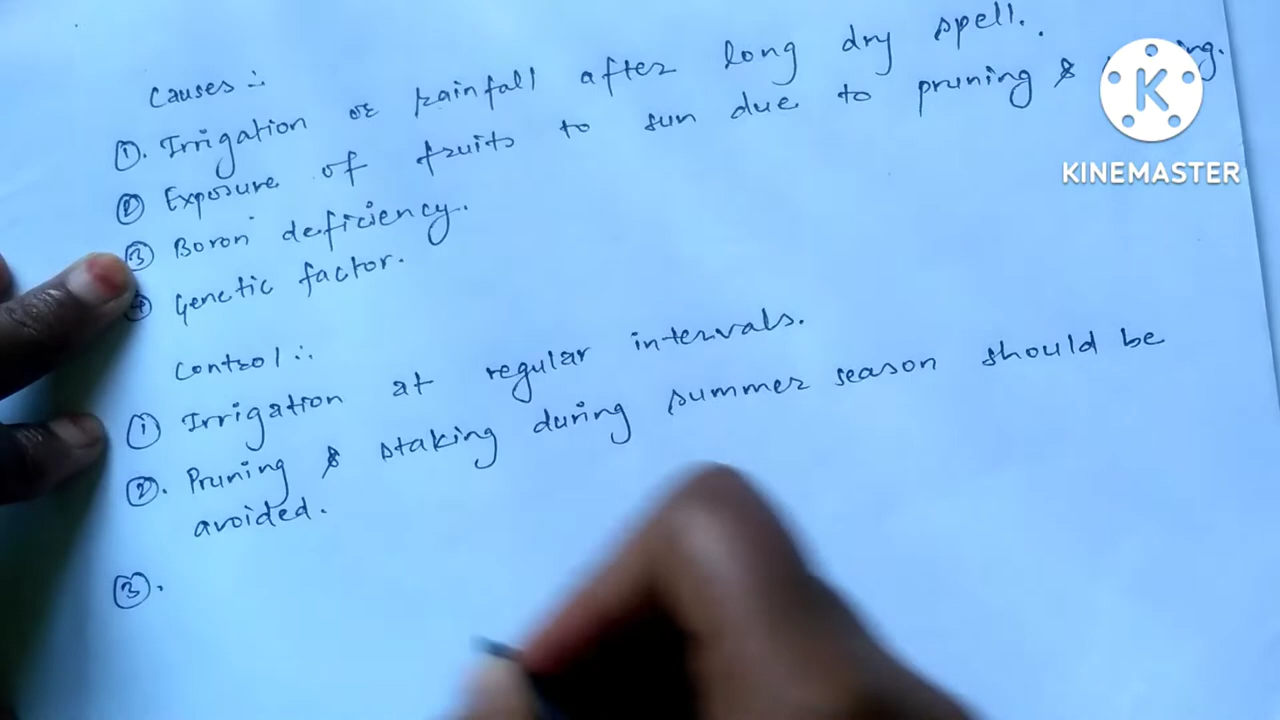 Causes :-
①. Irrigation or rainfall after long dry spell.
② Exposure of fruits to sun due to pruning &
③ Boron deficiency.
④ Genetic factor.
Control :-
① Irrigation at regular intervals.
②. Pruning & staking during summer season should be
avoided.
③.
K
KINEMASTER